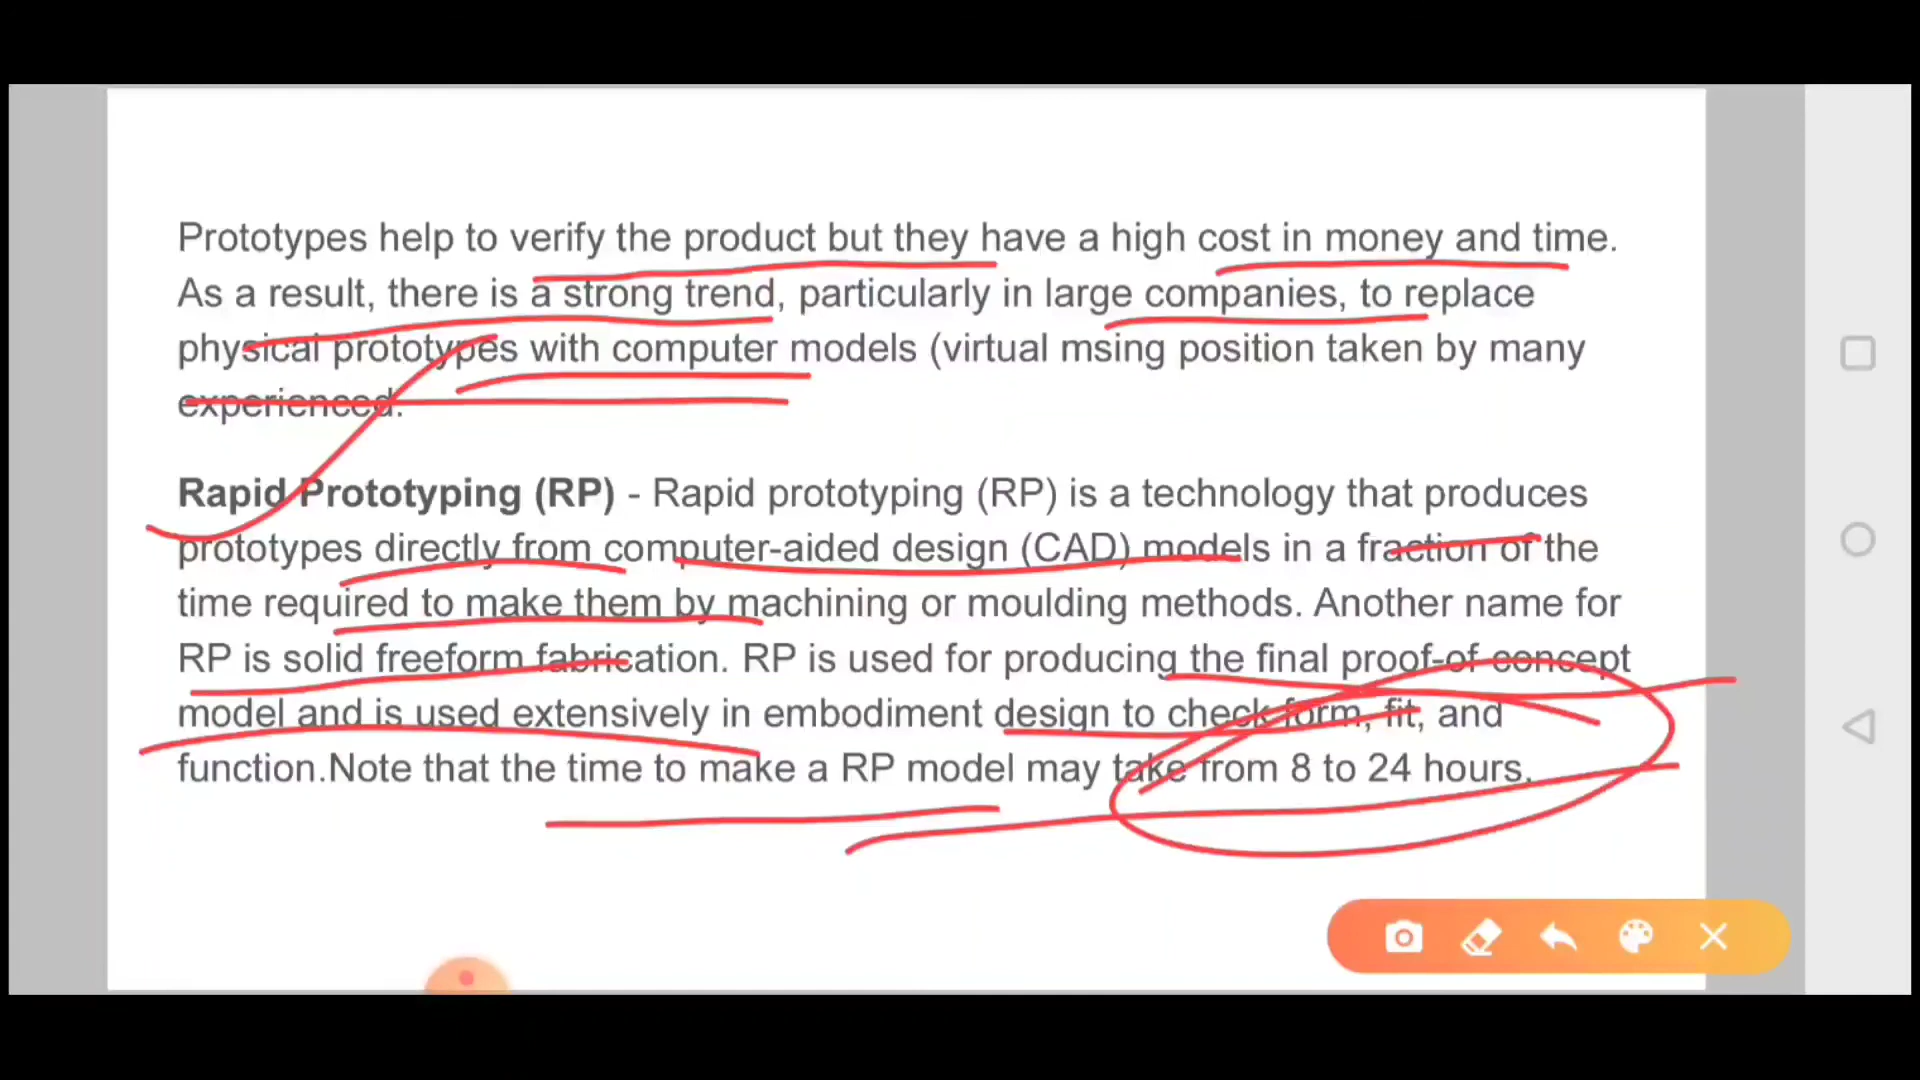 Prototypes help to verify the product but they have a high cost in money and time.
As a result, there is a strong trend, particularly in large companies, to replace
physical prototypes with computer models (virtual msing position taken by many
experienced.
Rapid Prototyping (RP) - Rapid prototyping (RP) is a technology that produces
prototypes directly from computer-aided design (CAD) models in a fraction of the
time required to make them by machining or moulding methods. Another name for
RP is solid freeform fabrication. RP is used for producing the final proof-of concept
model and is used extensively in embodiment design to check form, fit, and
function.Note that the time to make a RP model may take from 8 to 24 hours.